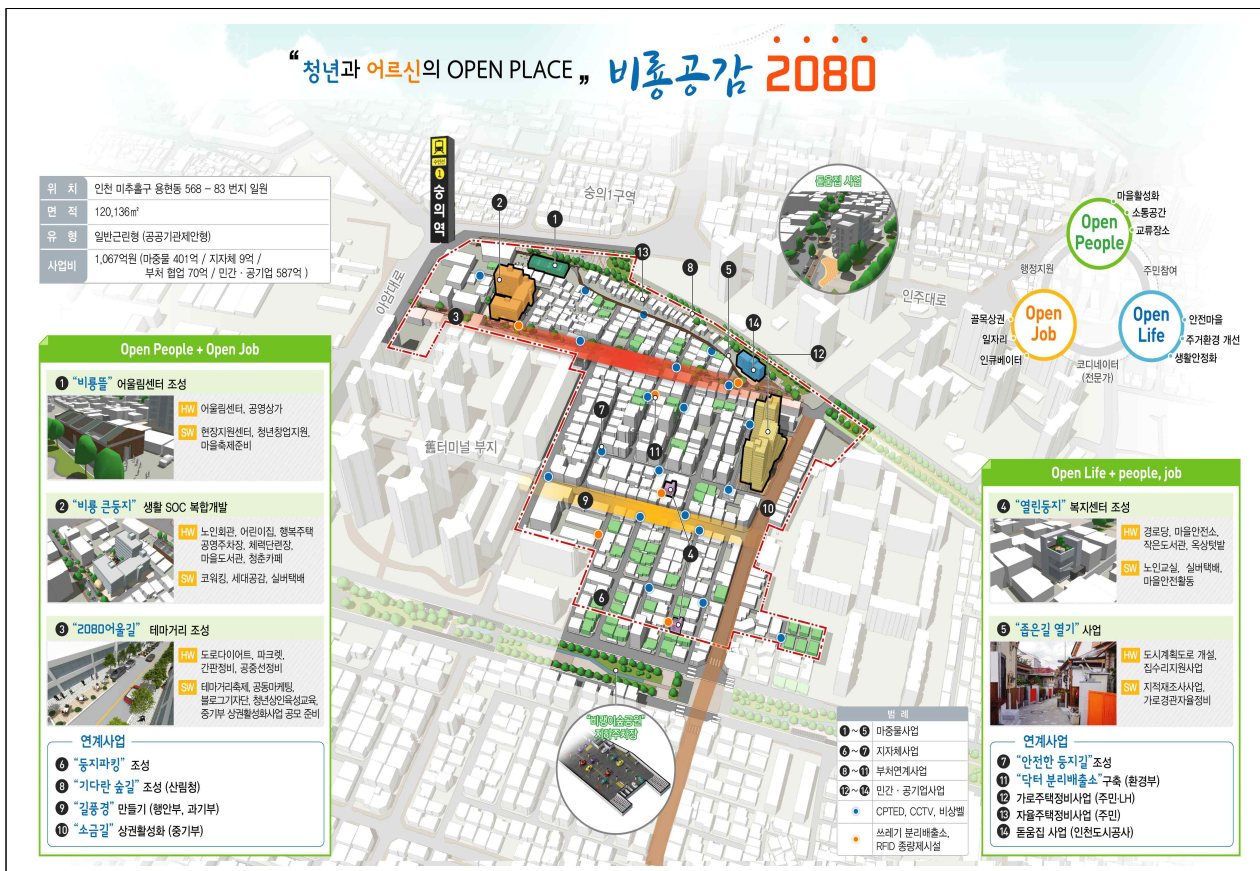 "청년과 어르신의 OPEN PLACE„ 비룡공감 2080
위 치 인천 미추홀구 용현동 568 - 83 번지 일원
면 적 120,136㎡
유 형 일반근린형 (공공기관제안형)
사업비 1,067억원 (마중물 401억 / 지자체 9억 /
부처 협업 70억 / 민간 · 공기업 587억 )
수인선
1
숭의역
숭의1구역
아암대로
인주대로
舊터미널 부지
돋움집 사업
"비랭이숲공원"
지하주차장
1
2
3
4
5
6
7
8
9
10
11
12
13
14
Open People
마을활성화
소통공간
교류장소
행정지원
주민참여
Open Job
골목상권
일자리
인큐베이터
Open Life
안전마을
주거환경 개선
생활안정화
코디네이터
(전문가)
Open People + Open Job
1 "비룡뜰" 어울림센터 조성
HW 어울림센터, 공영상가
SW 현장지원센터, 청년창업지원,
마을축제준비
2 "비룡 큰둥지" 생활 SOC 복합개발
HW 노인회관, 어린이집, 행복주택
공영주차장, 체력단련장,
마을도서관, 청춘카페
SW 코워킹, 세대공감, 실버택배
3 "2080어울길" 테마거리 조성
HW 도로다이어트, 파크렛,
간판정비, 공중선정비
SW 테마거리축제, 공동마케팅,
블로그기자단, 청년상인육성교육,
중기부 상권활성화사업 공모 준비
연계사업
6 "둥지파킹" 조성
8 "기다란 숲길" 조성 (산림청)
9 "길풍경" 만들기 (행안부, 과기부)
10 "소금길" 상권활성화 (중기부)
Open Life + people, job
4 "열린둥지" 복지센터 조성
HW 경로당, 마을안전소,
작은도서관, 옥상텃밭
SW 노인교실, 실버택배,
마을안전활동
5 "좁은길 열기" 사업
HW 도시계획도로 개설,
집수리지원사업
SW 지적재조사사업,
가로경관자율정비
연계사업
7 "안전한 둥지길"조성
11 "닥터 분리배출소"구축 (환경부)
12 가로주택정비사업 (주민·LH)
13 자율주택정비사업 (주민)
14 돋움집 사업 (인천도시공사)
범 례
1 ~ 5 마중물사업
6 ~ 7 지자체사업
8 ~ 11 부처연계사업
12 ~ 14 민간 · 공기업사업
CPTED, CCTV, 비상벨
쓰레기 분리배출소,
RFID 종량제시설